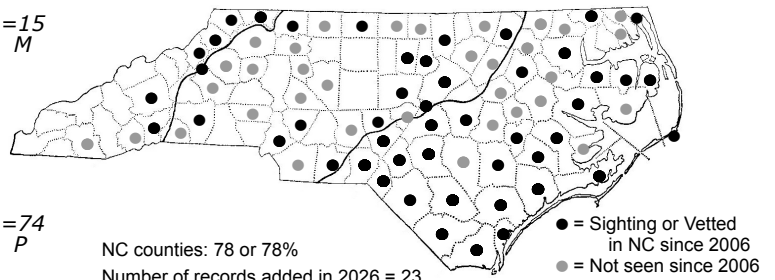 =15
M
=74
P
NC counties: 78 or 78%
Number of records added in 2026 = 23
= Sighting or Vetted
in NC since 2006
= Not seen since 2006